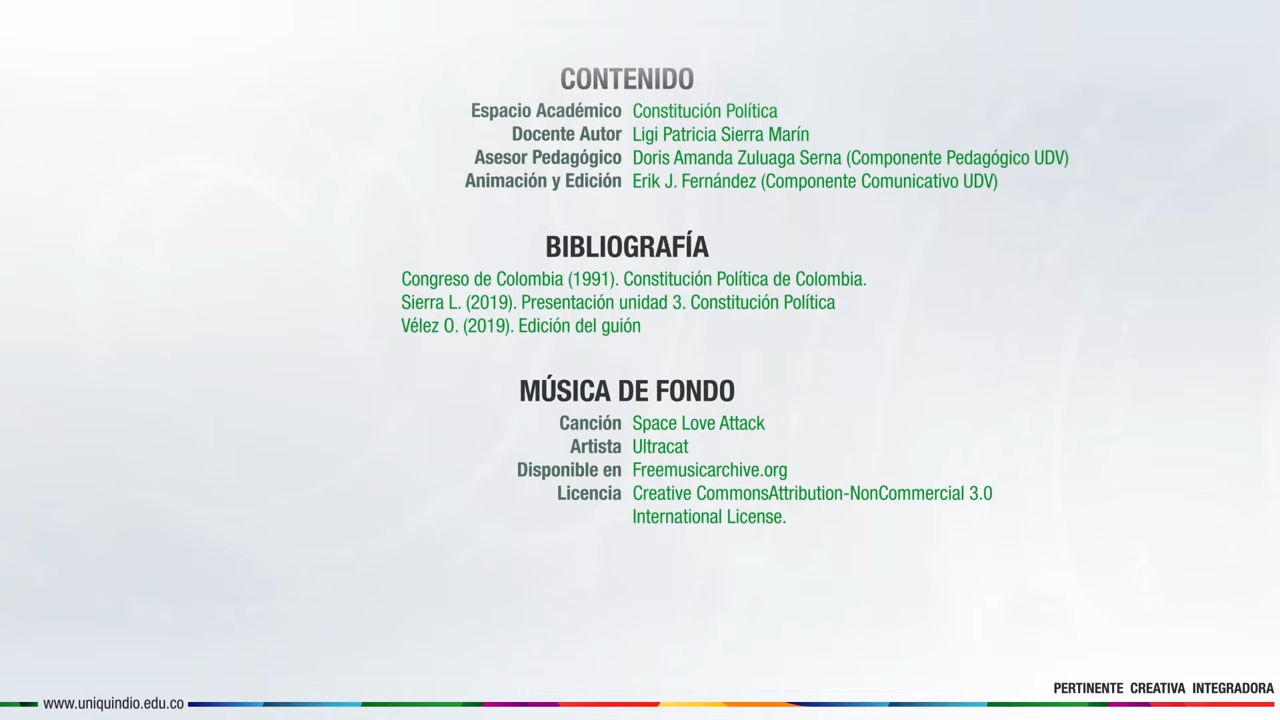 CONTENIDO
Espacio Académico Constitución Política
Docente Autor Ligi Patricia Sierra Marín
Asesor Pedagógico Doris Amanda Zuluaga Serna (Componente Pedagógico UDV)
Animación y Edición Erik J. Fernández (Componente Comunicativo UDV)
BIBLIOGRAFÍA
Congreso de Colombia (1991). Constitución Política de Colombia.
Sierra L. (2019). Presentación unidad 3. Constitución Política
Vélez O. (2019). Edición del guión
MÚSICA DE FONDO
Canción Space Love Attack
Artista Ultracat
Disponible en Freemusicarchive.org
Licencia Creative CommonsAttribution-NonCommercial 3.0
International License.
PERTINENTE CREATIVA INTEGRADORA
www.uniquindio.edu.co